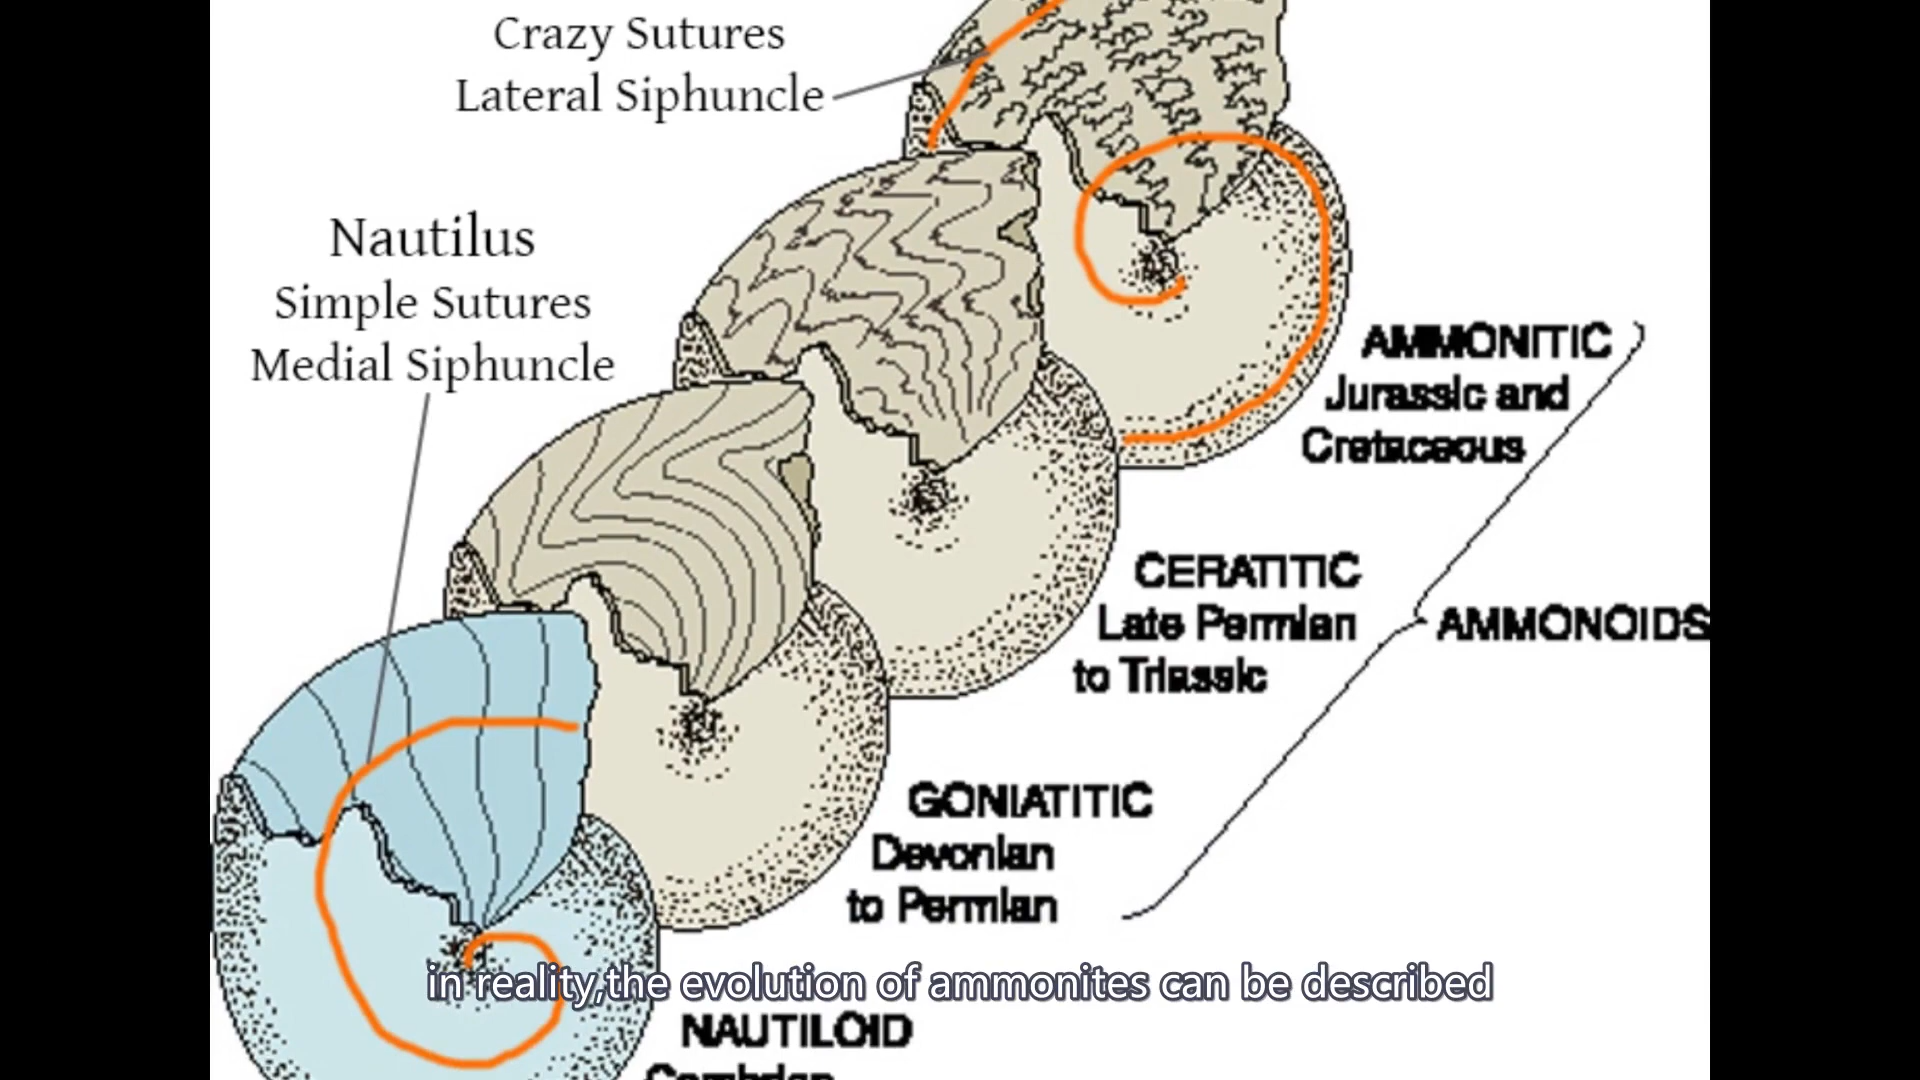 Crazy Sutures
Lateral Siphuncle
Nautilus
Simple Sutures
Medial Siphuncle
AMMONITIC
Jurassic and
Cretaceous
CERATITIC
Late Permian
to Triassic
AMMONOIDS
GONIATITIC
Devonian
to Permian
in reality,the evolution of ammonites can be described
NAUTILOID
Cambrian